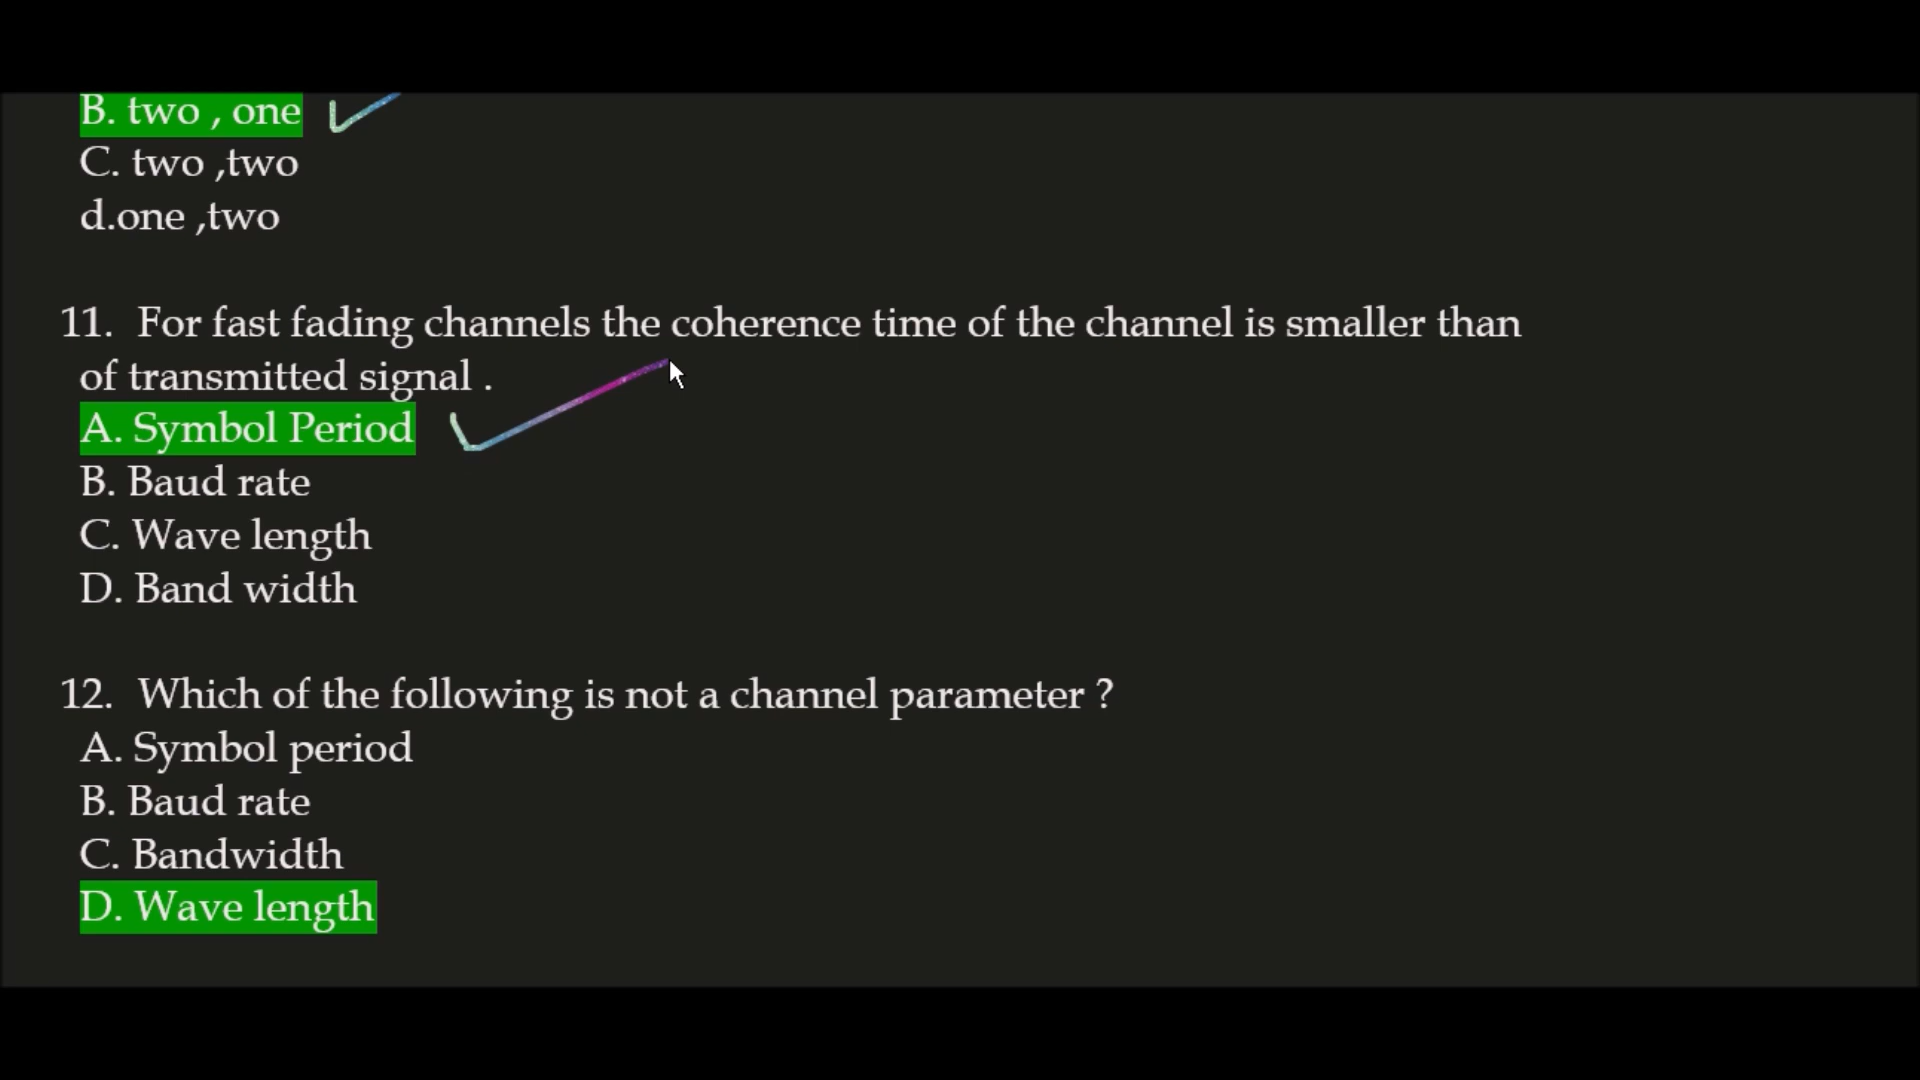 B. two , one
C. two ,two
d.one ,two
11. For fast fading channels the coherence time of the channel is smaller than
of transmitted signal .
A. Symbol Period
B. Baud rate
C. Wave length
D. Band width
12. Which of the following is not a channel parameter ?
A. Symbol period
B. Baud rate
C. Bandwidth
D. Wave length